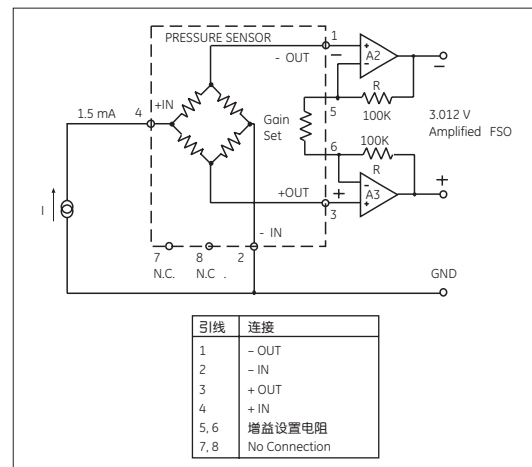 PRESSURE SENSOR
1
- OUT
−
A2
+
−
−
R
100K
1.5 mA
4
+IN
Gain
Set
5
3.012 V
Amplified FSO
6
100K
R
+OUT
+
3
−
+
A3
+
I
- IN
7
N.C.
8
N.C .
2
GND
引线 连接
1 – OUT
2 – IN
3 + OUT
4 + IN
5, 6 增益设置电阻
7, 8 No Connection